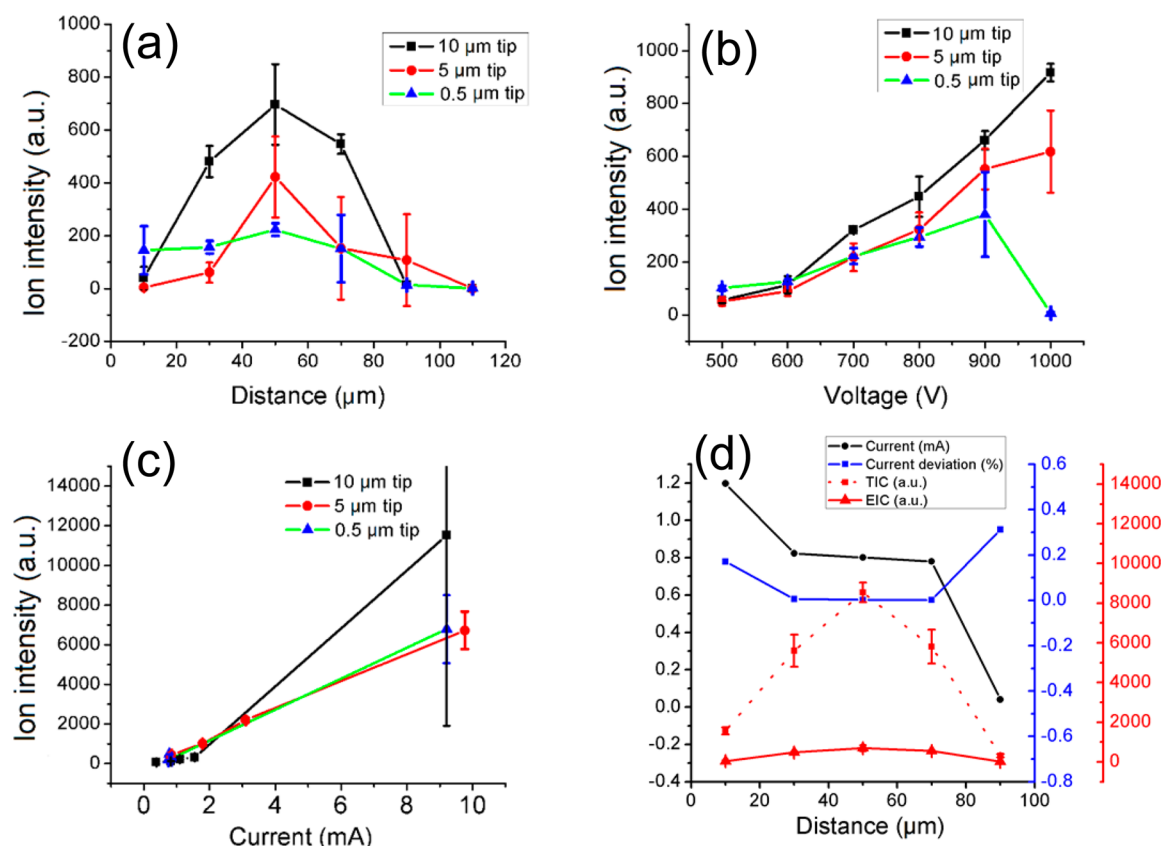 (a)
10 µm tip
5 µm tip
0.5 µm tip
Ion intensity (a.u.)
1000
800
600
400
200
0
-200
0 20 40 60 80 100 120
Distance (µm)
(b)
10 µm tip
5 µm tip
0.5 µm tip
Ion intensity (a.u.)
1000
800
600
400
200
0
500 600 700 800 900 1000
Voltage (V)
(c)
10 µm tip
5 µm tip
0.5 µm tip
Ion intensity (a.u.)
14000
12000
10000
8000
6000
4000
2000
0
0 2 4 6 8 10
Current (mA)
(d)
Current (mA)
Current deviation (%)
TIC (a.u.)
EIC (a.u.)
1.2
1.0
0.8
0.6
0.4
0.2
0.0
-0.2
-0.4
0.6
0.4
0.2
0.0
-0.2
-0.4
-0.6
-0.8
14000
12000
10000
8000
6000
4000
2000
0
0 20 40 60 80 100
Distance (µm)